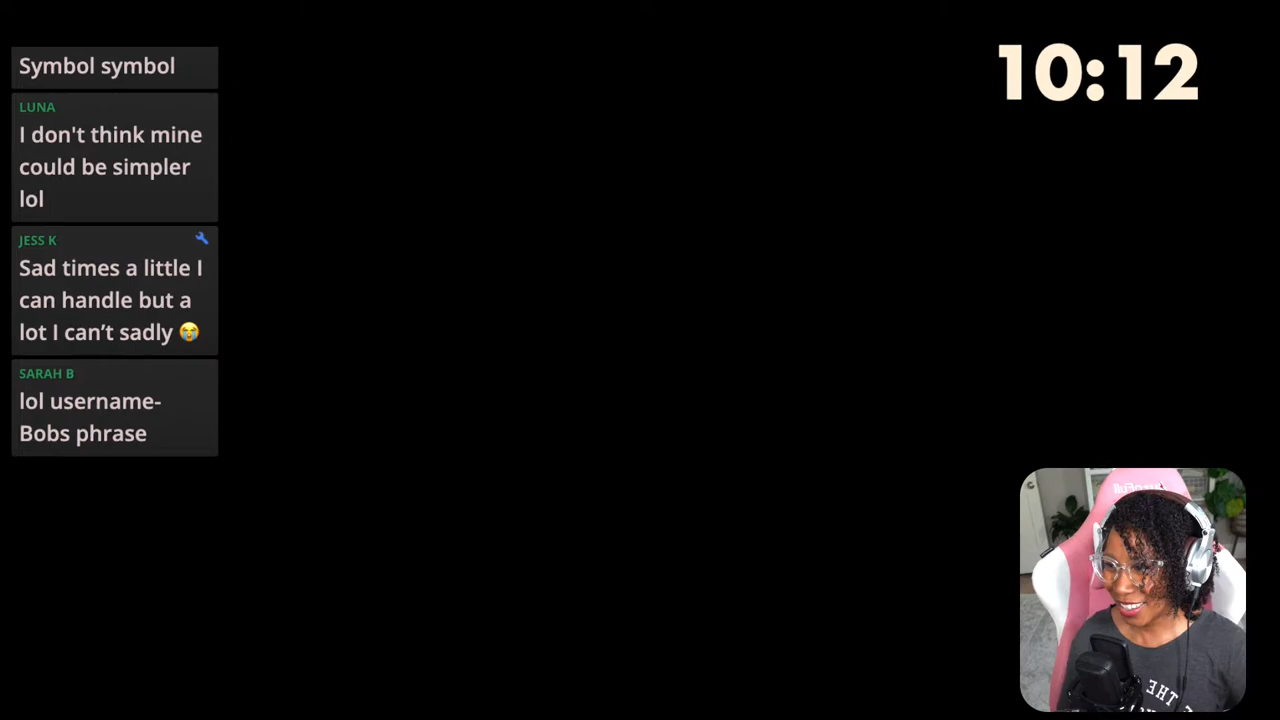 Symbol symbol
LUNA
I don't think mine
could be simpler
lol
JESS K
Sad times a little I
can handle but a
lot I can’t sadly 😭
SARAH B
lol username-
Bobs phrase
10:12